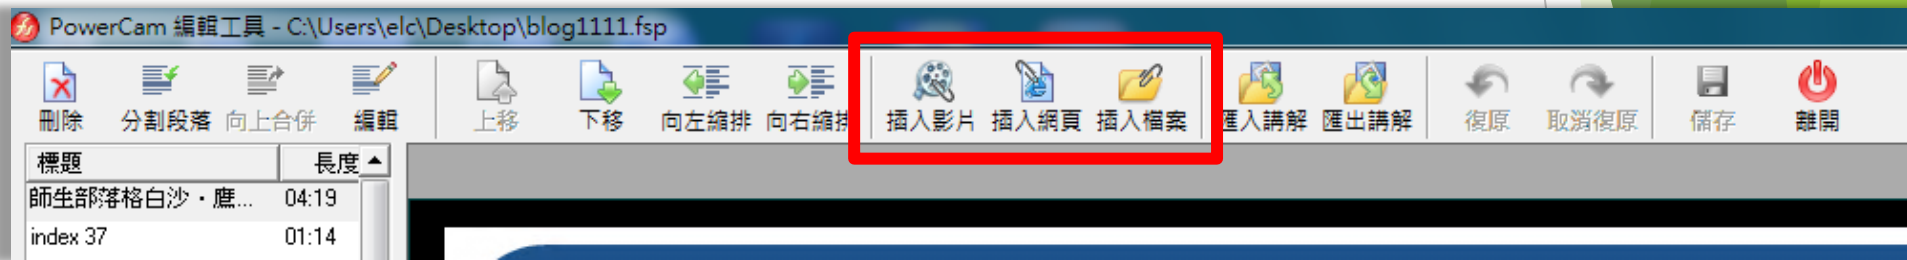 PowerCam 編輯工具 - C:\Users\elc\Desktop\blog1111.fsp
刪除 分割段落 向上合併 編輯 上移 下移 向左縮排 向右縮排 插入影片 插入網頁 插入檔案 匯入講解 匯出講解 復原 取消復原 儲存 離開
標題 長度
師生部落格白沙‧鷹... 04:19
index 37 01:14